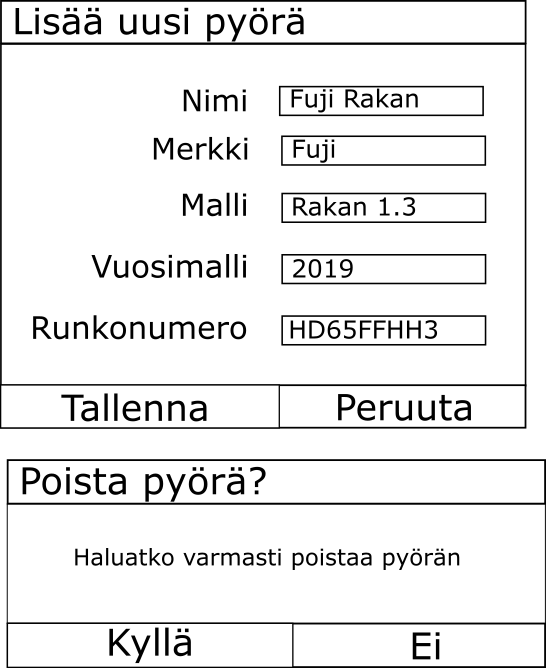 Lisää uusi pyörä
Nimi Fuji Rakan
Merkki Fuji
Malli Rakan 1.3
Vuosimalli 2019
Runkonumero HD65FFHH3
Tallenna Peruuta
Poista pyörä?
Haluatko varmasti poistaa pyörän
Kyllä Ei